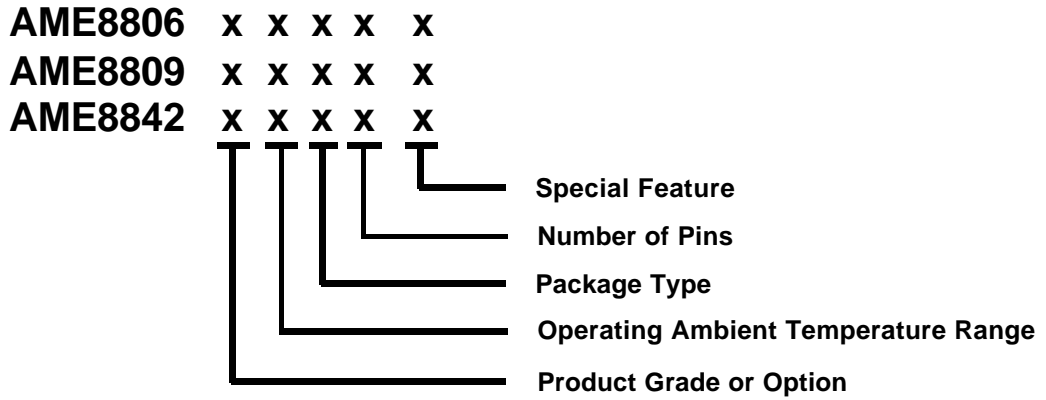 AME8806 x x x x x
AME8809 x x x x x
AME8842 x x x x x
Special Feature
Number of Pins
Package Type
Operating Ambient Temperature Range
Product Grade or Option